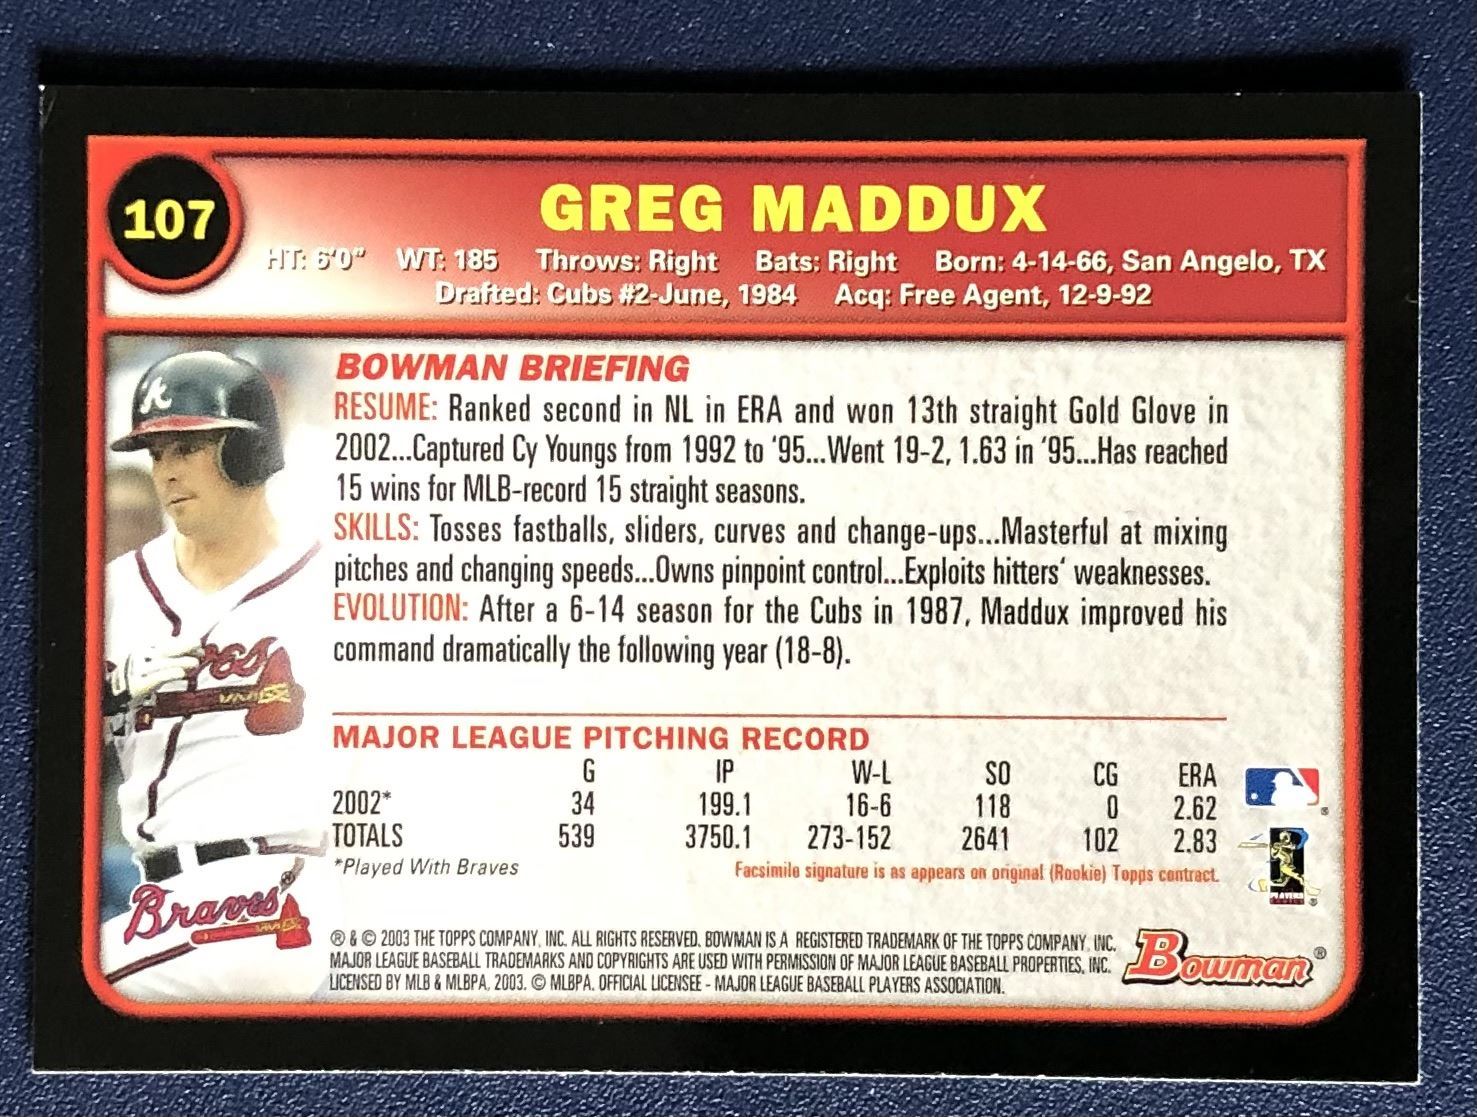 107
GREG MADDUX
HT: 6'0" WT: 185 Throws: Right Bats: Right Born: 4-14-66, San Angelo, TX
Drafted: Cubs #2-June, 1984 Acq: Free Agent, 12-9-92
BOWMAN BRIEFING
RESUME: Ranked second in NL in ERA and won 13th straight Gold Glove in
2002...Captured Cy Youngs from 1992 to '95...Went 19-2, 1.63 in '95...Has reached
15 wins for MLB-record 15 straight seasons.
SKILLS: Tosses fastballs, sliders, curves and change-ups...Masterful at mixing
pitches and changing speeds...Owns pinpoint control...Exploits hitters' weaknesses.
EVOLUTION: After a 6-14 season for the Cubs in 1987, Maddux improved his
command dramatically the following year (18-8).
MAJOR LEAGUE PITCHING RECORD
G IP W-L SO CG ERA
2002* 34 199.1 16-6 118 0 2.62
TOTALS 539 3750.1 273-152 2641 102 2.83
*Played With Braves Facsimile signature is as appears on original (Rookie) Topps contract.
Braves®
® & © 2003 THE TOPPS COMPANY, INC. ALL RIGHTS RESERVED. BOWMAN IS A REGISTERED TRADEMARK OF THE TOPPS COMPANY, INC.
MAJOR LEAGUE BASEBALL TRADEMARKS AND COPYRIGHTS ARE USED WITH PERMISSION OF MAJOR LEAGUE BASEBALL PROPERTIES, INC.
LICENSED BY MLB & MLBPA, 2003. © MLBPA. OFFICIAL LICENSEE - MAJOR LEAGUE BASEBALL PLAYERS ASSOCIATION.
Bowman®